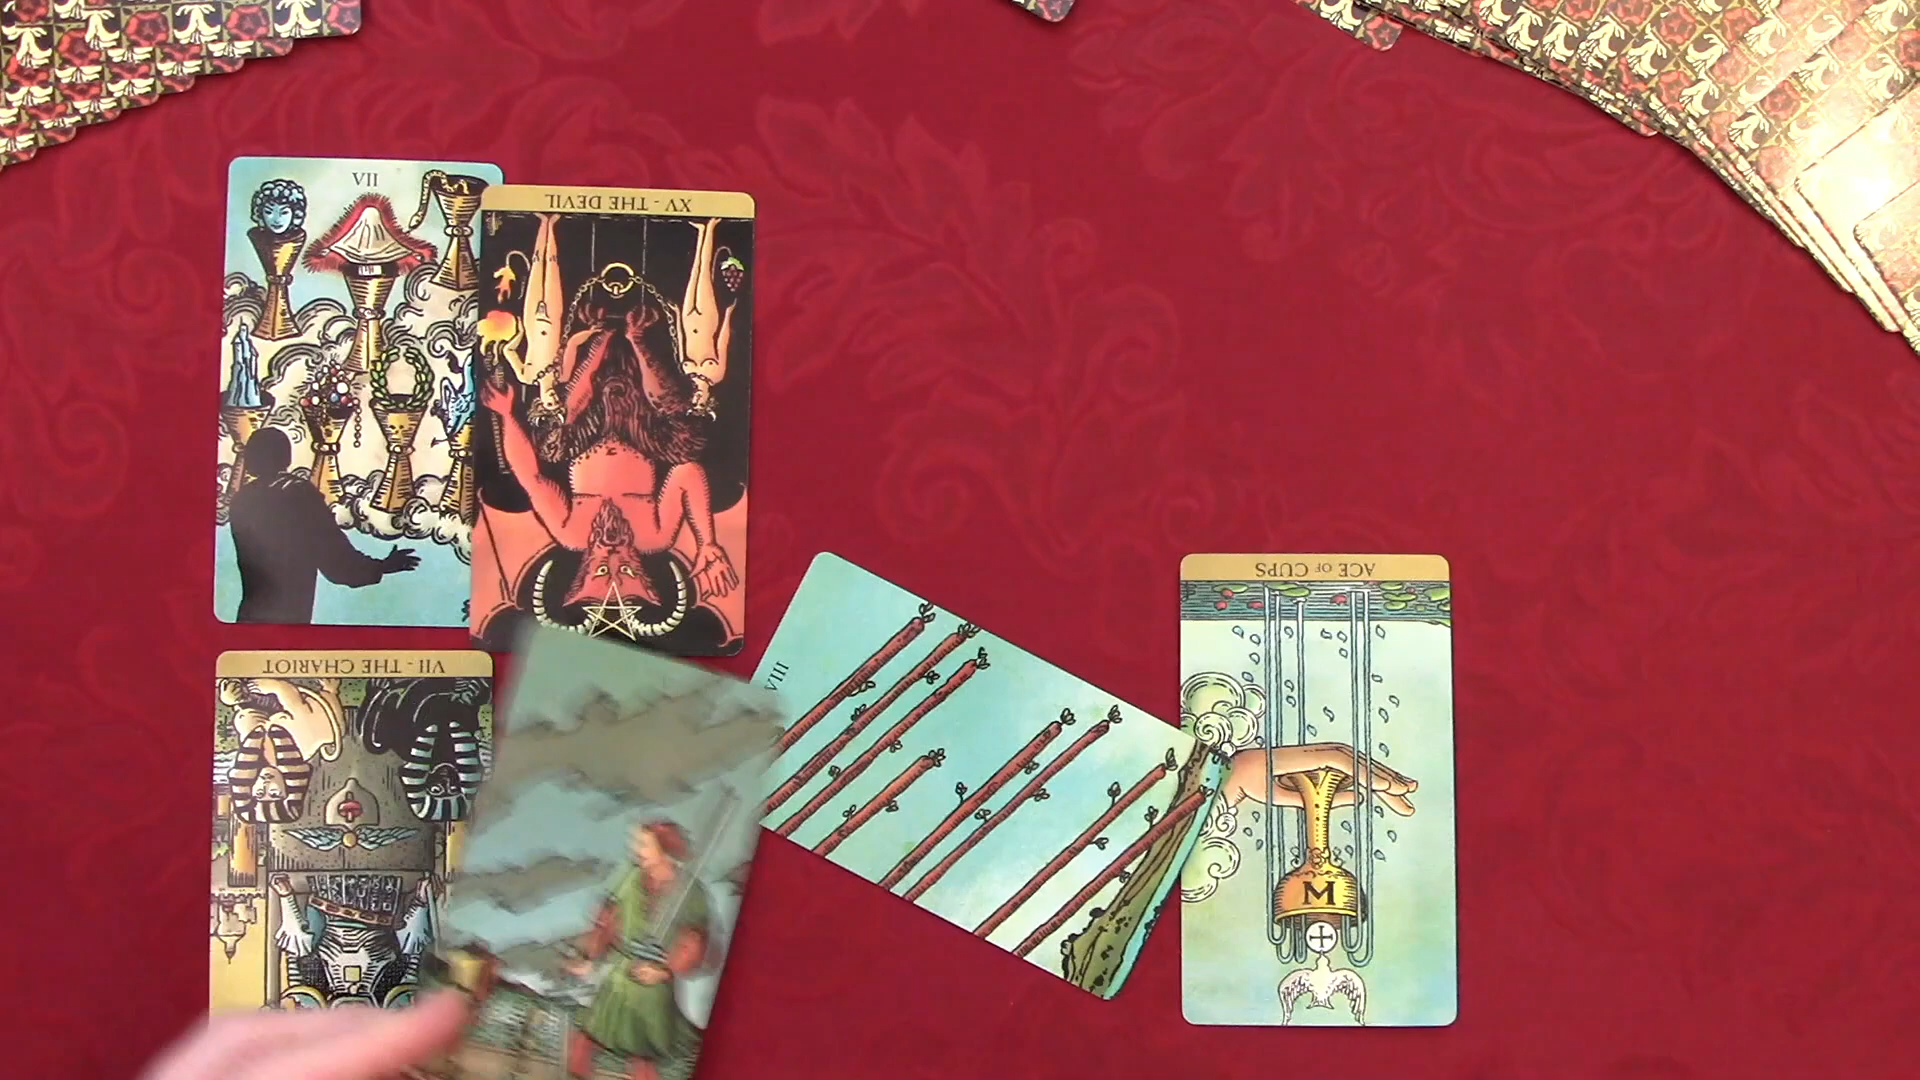 VII
XV - THE DEVIL
VII - THE CHARIOT
VIII
ACE OF CUPS
M